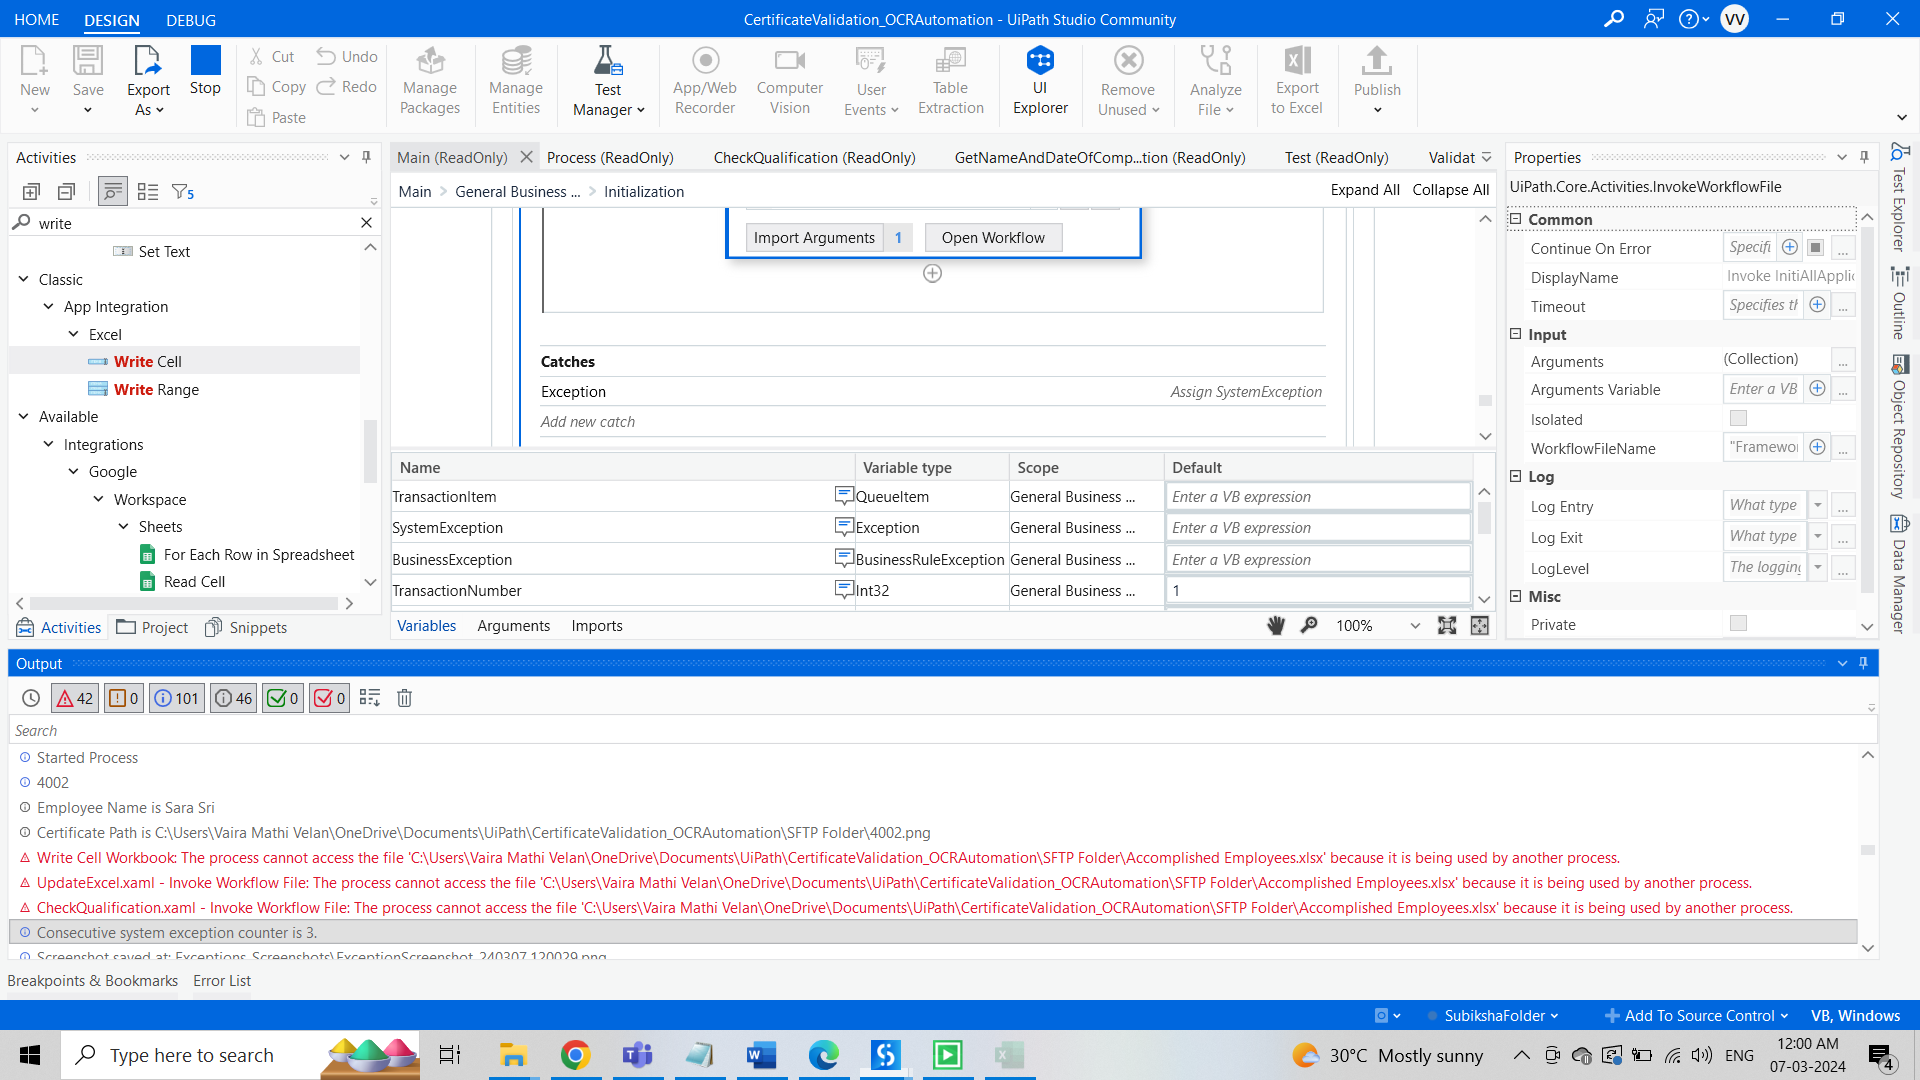 HOME DESIGN DEBUG CertificateValidation_OCRAutomation - UiPath Studio Community VV
New Save Export As Stop Cut Copy Paste Undo Redo Manage Packages Manage Entities Test Manager App/Web Recorder Computer Vision User Events Table Extraction UI Explorer Remove Unused Analyze File Export to Excel Publish
Activities
5
write
Set Text
Classic
App Integration
Excel
Write Cell
Write Range
Available
Integrations
Google
Workspace
Sheets
For Each Row in Spreadsheet
Read Cell
Activities Project Snippets
Main (ReadOnly) Process (ReadOnly) CheckQualification (ReadOnly) GetNameAndDateOfComp...tion (ReadOnly) Test (ReadOnly) Validat
Main > General Business ... > Initialization Expand All Collapse All
Import Arguments 1 Open Workflow
Catches
Exception Assign SystemException
Add new catch
Name Variable type Scope Default
TransactionItem QueueItem General Business ... Enter a VB expression
SystemException Exception General Business ... Enter a VB expression
BusinessException BusinessRuleException General Business ... Enter a VB expression
TransactionNumber Int32 General Business ... 1
Variables Arguments Imports 100%
Properties
UiPath.Core.Activities.InvokeWorkflowFile
Common
Continue On Error Specifi ...
DisplayName Invoke InitiAllApplic
Timeout Specifies th ...
Input
Arguments (Collection) ...
Arguments Variable Enter a VB ...
Isolated
WorkflowFileName "Framewor ...
Log
Log Entry What type ...
Log Exit What type ...
LogLevel The logging ...
Misc
Private
Test Explorer
Outline
Object Repository
Data Manager
Output
42 0 101 46 0 0
Search
Started Process
4002
Employee Name is Sara Sri
Certificate Path is C:\Users\Vaira Mathi Velan\OneDrive\Documents\UiPath\CertificateValidation_OCRAutomation\SFTP Folder\4002.png
Write Cell Workbook: The process cannot access the file 'C:\Users\Vaira Mathi Velan\OneDrive\Documents\UiPath\CertificateValidation_OCRAutomation\SFTP Folder\Accomplished Employees.xlsx' because it is being used by another process.
UpdateExcel.xaml - Invoke Workflow File: The process cannot access the file 'C:\Users\Vaira Mathi Velan\OneDrive\Documents\UiPath\CertificateValidation_OCRAutomation\SFTP Folder\Accomplished Employees.xlsx' because it is being used by another process.
CheckQualification.xaml - Invoke Workflow File: The process cannot access the file 'C:\Users\Vaira Mathi Velan\OneDrive\Documents\UiPath\CertificateValidation_OCRAutomation\SFTP Folder\Accomplished Employees.xlsx' because it is being used by another process.
Consecutive system exception counter is 3.
Screenshot saved at: Exceptions_Screenshots\ExceptionScreenshot_240307.120029.png
Breakpoints & Bookmarks Error List
SubikshaFolder Add To Source Control VB, Windows
Type here to search 30°C Mostly sunny ENG 12:00 AM
07-03-2024 4